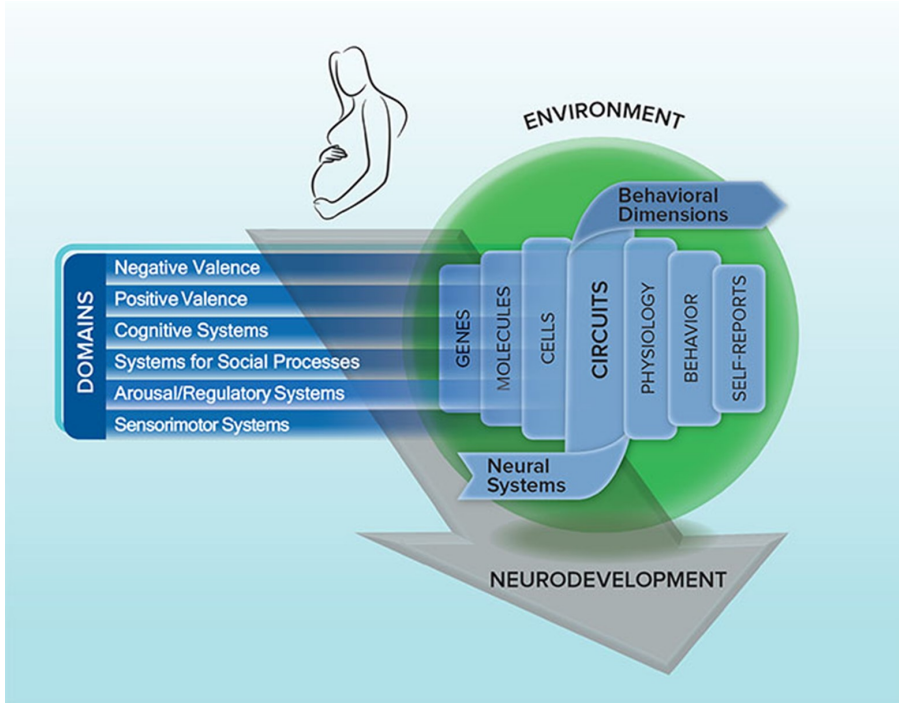 ENVIRONMENT
Behavioral
Dimensions
DOMAINS
Negative Valence
Positive Valence
Cognitive Systems
Systems for Social Processes
Arousal/Regulatory Systems
Sensorimotor Systems
GENES
MOLECULES
CELLS
CIRCUITS
PHYSIOLOGY
BEHAVIOR
SELF-REPORTS
Neural
Systems
NEURODEVELOPMENT